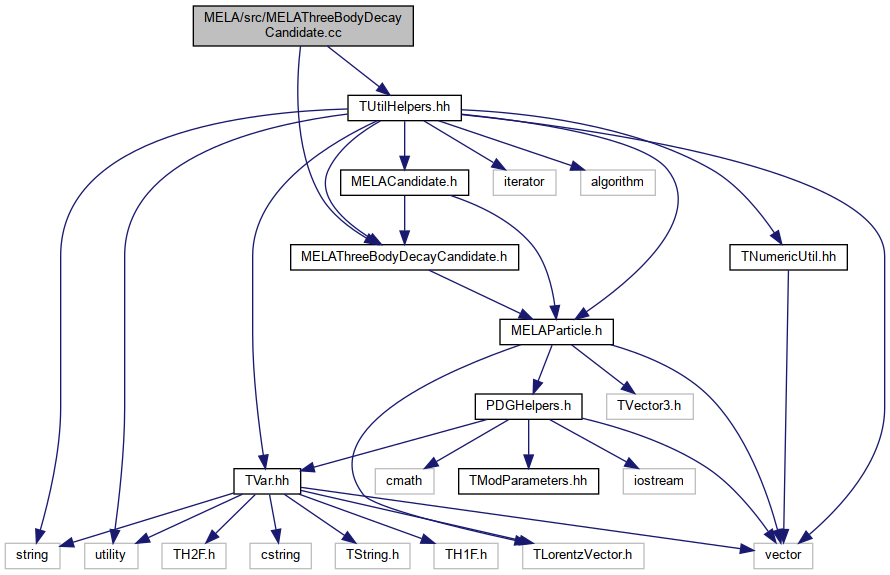 MELA/src/MELAThreeBodyDecay
Candidate.cc
TUtilHelpers.hh
MELACandidate.h
iterator
algorithm
MELAThreeBodyDecayCandidate.h
TNumericUtil.hh
MELAParticle.h
PDGHelpers.h
TVector3.h
TVar.hh
cmath
TModParameters.hh
iostream
string
utility
TH2F.h
cstring
TString.h
TH1F.h
TLorentzVector.h
vector